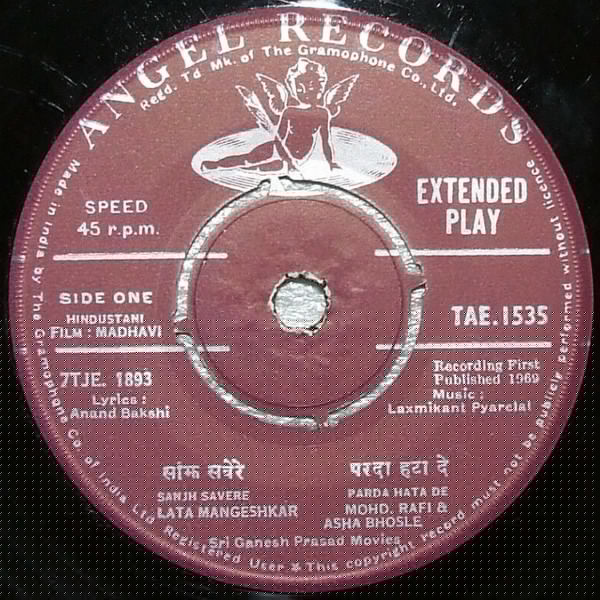 ANGEL RECORDS
Regd. Td Mk. of The Gramophone Co. Ltd.
EXTENDED
PLAY
SPEED
45 r.p.m.
SIDE ONE
HINDUSTANI
FILM : MADHAVI
TAE.1535
7TJE. 1893
Lyrics :
Anand Bakshi
Recording First
Published 1969
Music :
Laxmikant Pyarelal
सांझ सवेरे
SANJH SAVERE
LATA MANGESHKAR
परदा हटा दे
PARDA HATA DE
MOHD. RAFI &
ASHA BHOSLE
Sri Ganesh Prasad Movies
Made in India by The Gramophone Co. of India Ltd. Registered User * This copyright record must not be publicly performed without licence